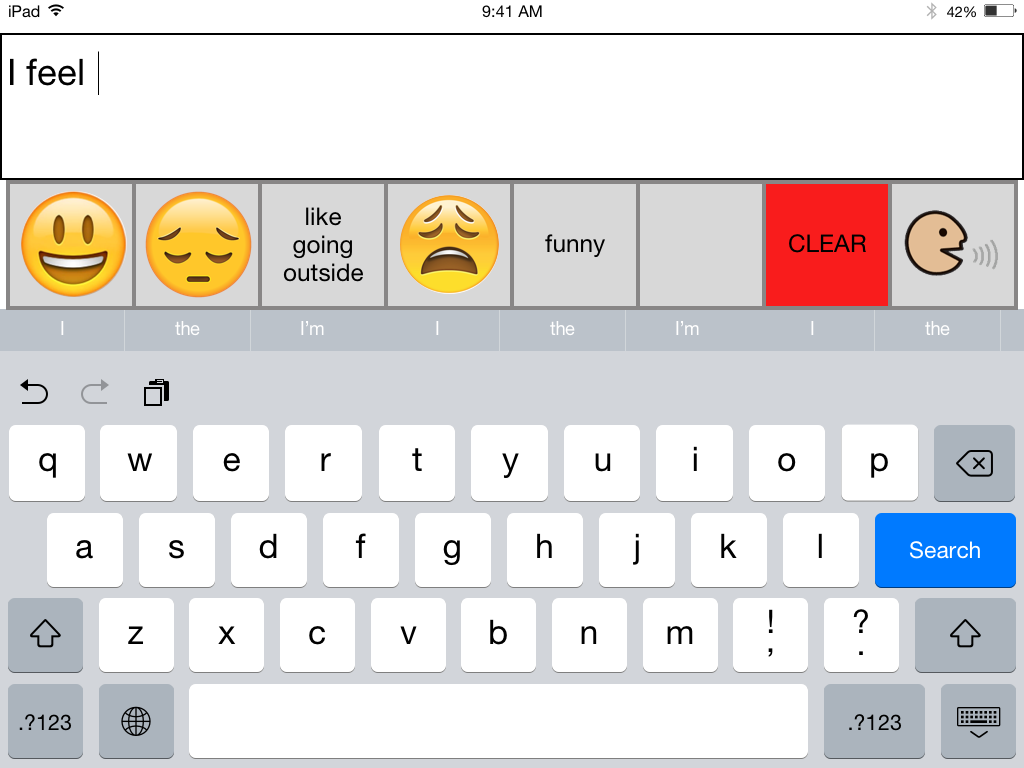 iPad 9:41 AM 42%
I feel
like
going
outside
funny
CLEAR
I the I'm I the I'm I the
q w e r t y u i o p
a s d f g h j k l Search
z x c v b n m ! , ? .
.?123 .?123